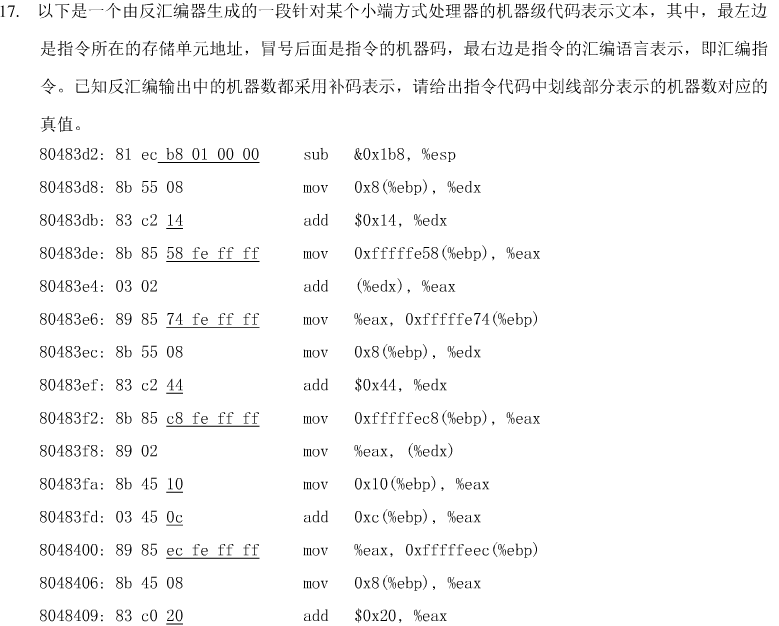 17. 以下是一个由反汇编器生成的一段针对某个小端方式处理器的机器级代码表示文本，其中，最左边
是指令所在的存储单元地址，冒号后面是指令的机器码，最右边是指令的汇编语言表示，即汇编指
令。已知反汇编输出中的机器数都采用补码表示，请给出指令代码中划线部分表示的机器数对应的
真值。
80483d2: 81 ec b8 01 00 00 sub &0x1b8, %esp
80483d8: 8b 55 08 mov 0x8(%ebp), %edx
80483db: 83 c2 14 add $0x14, %edx
80483de: 8b 85 58 fe ff ff mov 0xfffffe58(%ebp), %eax
80483e4: 03 02 add (%edx), %eax
80483e6: 89 85 74 fe ff ff mov %eax, 0xfffffe74(%ebp)
80483ec: 8b 55 08 mov 0x8(%ebp), %edx
80483ef: 83 c2 44 add $0x44, %edx
80483f2: 8b 85 c8 fe ff ff mov 0xfffffec8(%ebp), %eax
80483f8: 89 02 mov %eax, (%edx)
80483fa: 8b 45 10 mov 0x10(%ebp), %eax
80483fd: 03 45 0c add 0xc(%ebp), %eax
8048400: 89 85 ec fe ff ff mov %eax, 0xfffffeec(%ebp)
8048406: 8b 45 08 mov 0x8(%ebp), %eax
8048409: 83 c0 20 add $0x20, %eax